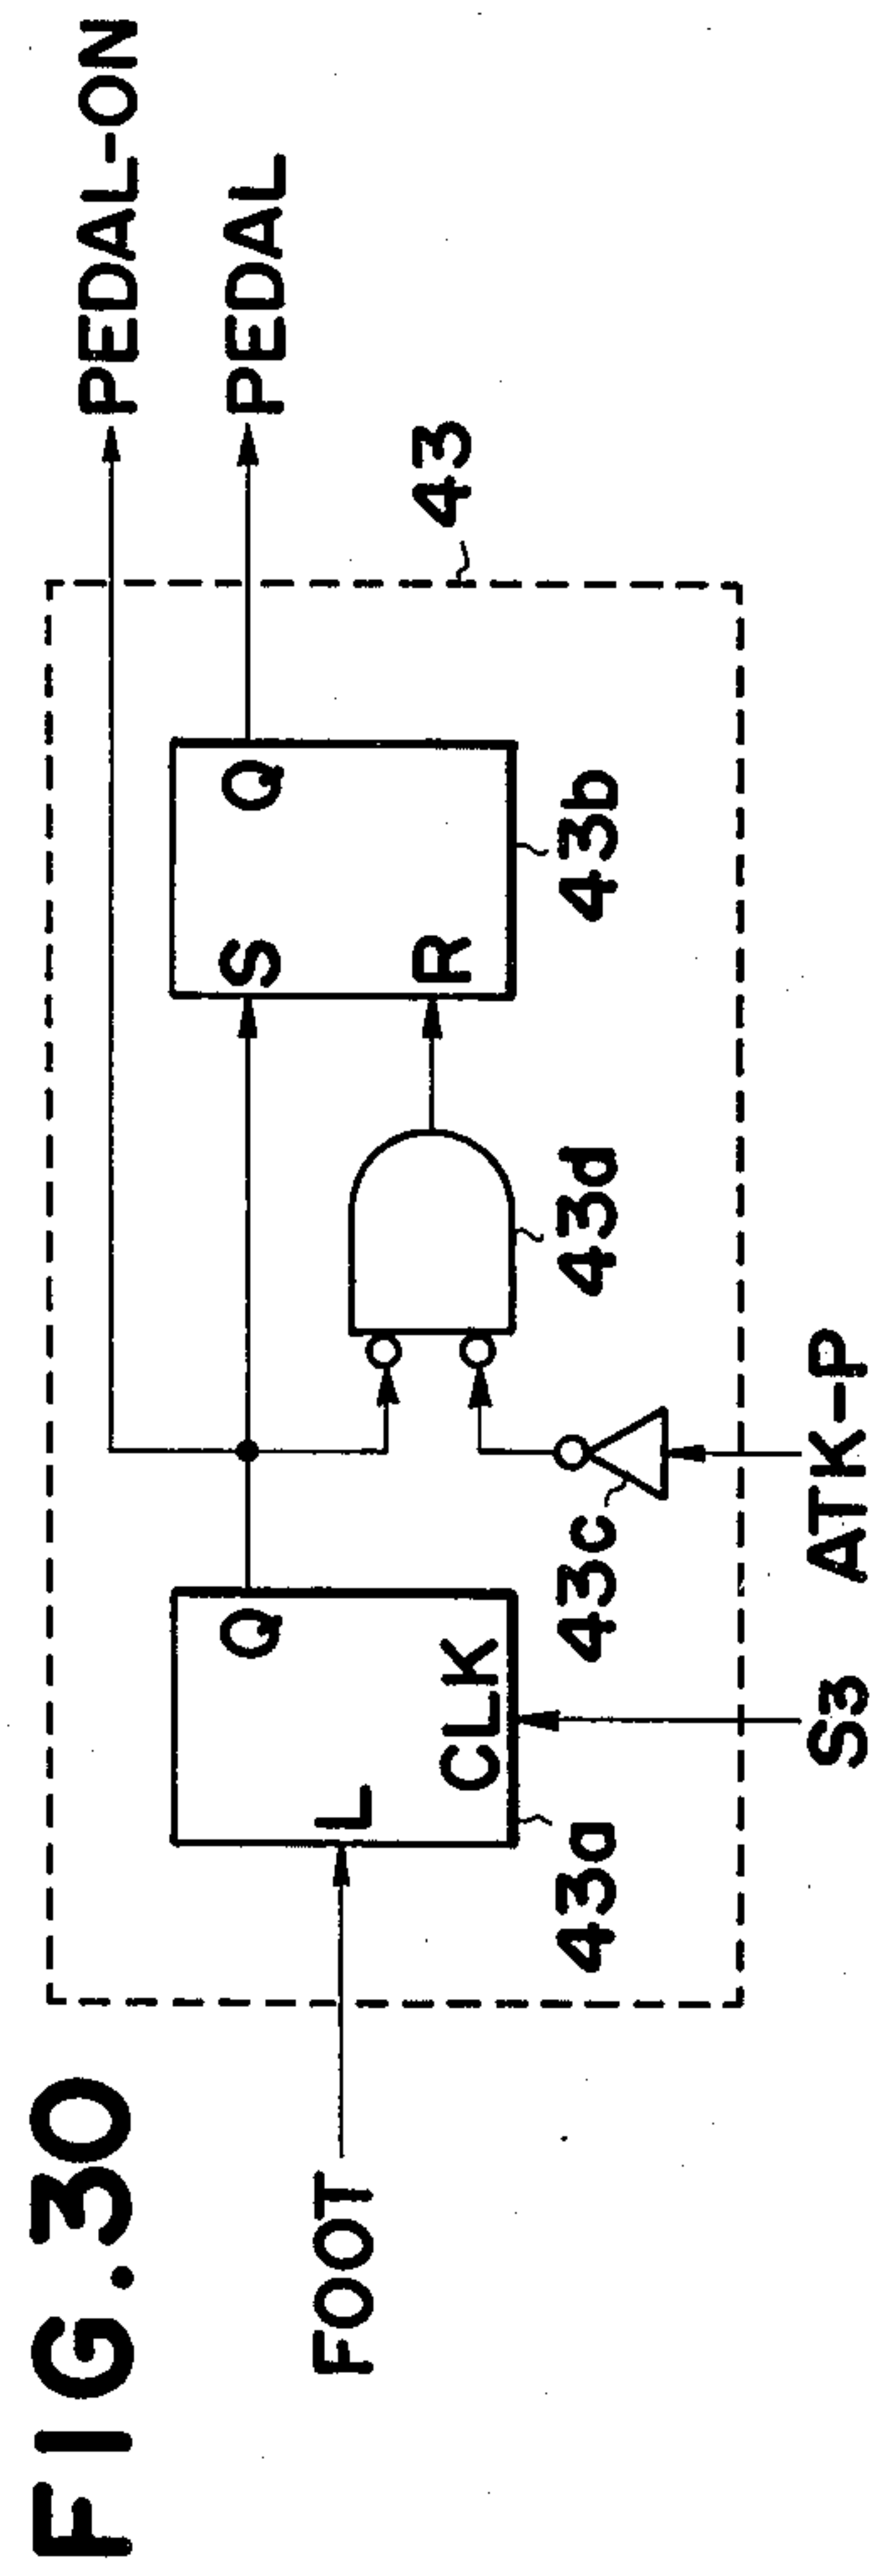 FIG.30
PEDAL-ON
PEDAL
43
FOOT
L
Q
CLK
43a
S
Q
R
43b
43d
43c
S3
ATK-P